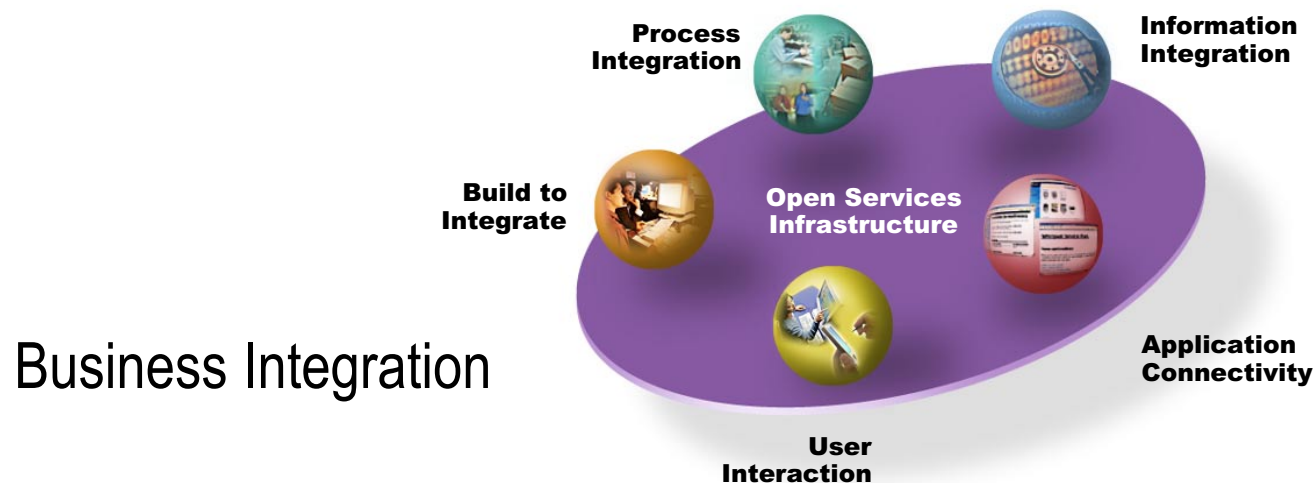 Process
Integration
Information
Integration
Build to
Integrate
Open Services
Infrastructure
Business Integration
Application
Connectivity
User
Interaction